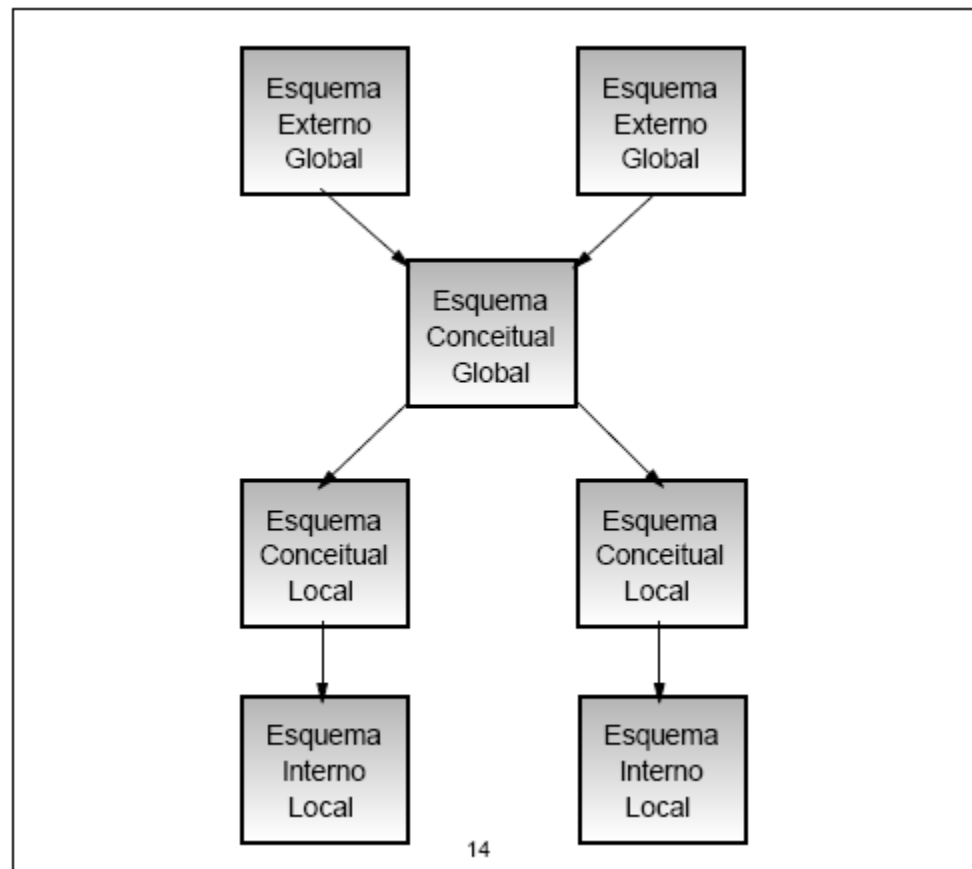 Esquema
Externo
Global
Esquema
Externo
Global
Esquema
Conceitual
Global
Esquema
Conceitual
Local
Esquema
Conceitual
Local
Esquema
Interno
Local
Esquema
Interno
Local
14